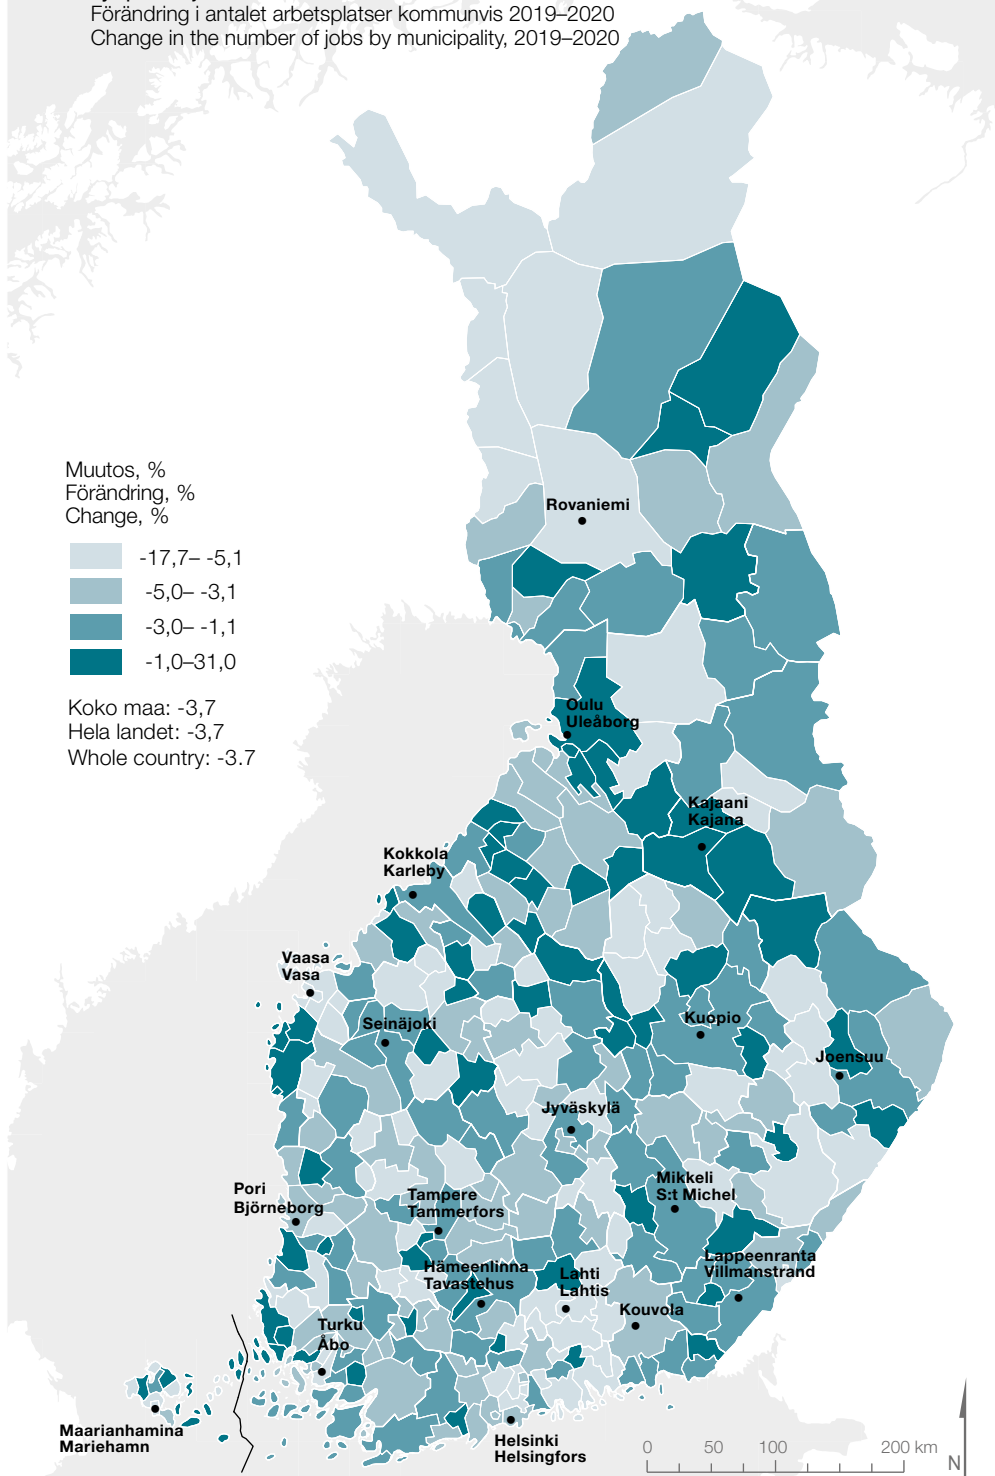 Förändring i antalet arbetsplatser kommunvis 2019–2020
Change in the number of jobs by municipality, 2019–2020
Muutos, %
Förändring, %
Change, %
-17,7– -5,1
-5,0– -3,1
-3,0– -1,1
-1,0–31,0
Koko maa: -3,7
Hela landet: -3,7
Whole country: -3.7
Rovaniemi
Oulu
Uleåborg
Kajaani
Kajana
Kokkola
Karleby
Vaasa
Vasa
Seinäjoki
Kuopio
Joensuu
Jyväskylä
Mikkeli
S:t Michel
Pori
Björneborg
Tampere
Tammerfors
Hämeenlinna
Tavastehus
Lahti
Lahtis
Lappeenranta
Villmanstrand
Kouvola
Turku
Åbo
Maarianhamina
Mariehamn
Helsinki
Helsingfors
0 50 100 200 km
N